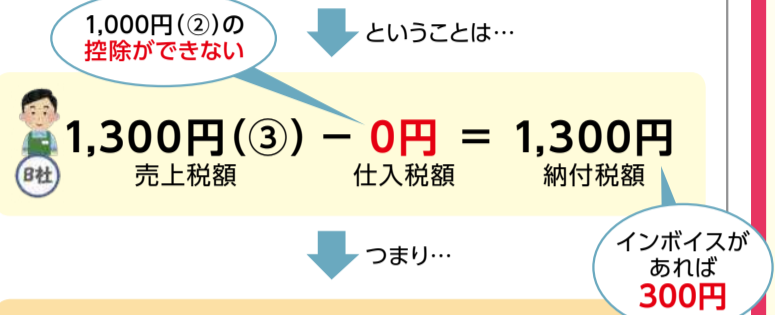 1,000円(②)の
控除ができない
ということは…
1,300円(③) − 0円 = 1,300円
売上税額 仕入税額 納付税額
B社
つまり…
インボイスが
あれば
300円